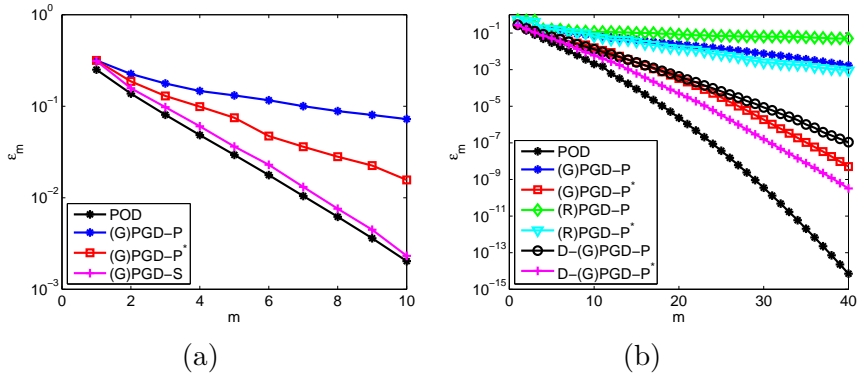 10^0
10^-1
10^-2
10^-3
ε_m
0
2
4
6
8
10
m
POD
(G)PGD-P
(G)PGD-P*
(G)PGD-S
(a)
10^-1
10^-3
10^-5
10^-7
10^-9
10^-11
10^-13
10^-15
ε_m
0
10
20
30
40
m
POD
(G)PGD-P
(G)PGD-P*
(R)PGD-P
(R)PGD-P*
D-(G)PGD-P
D-(G)PGD-P*
(b)